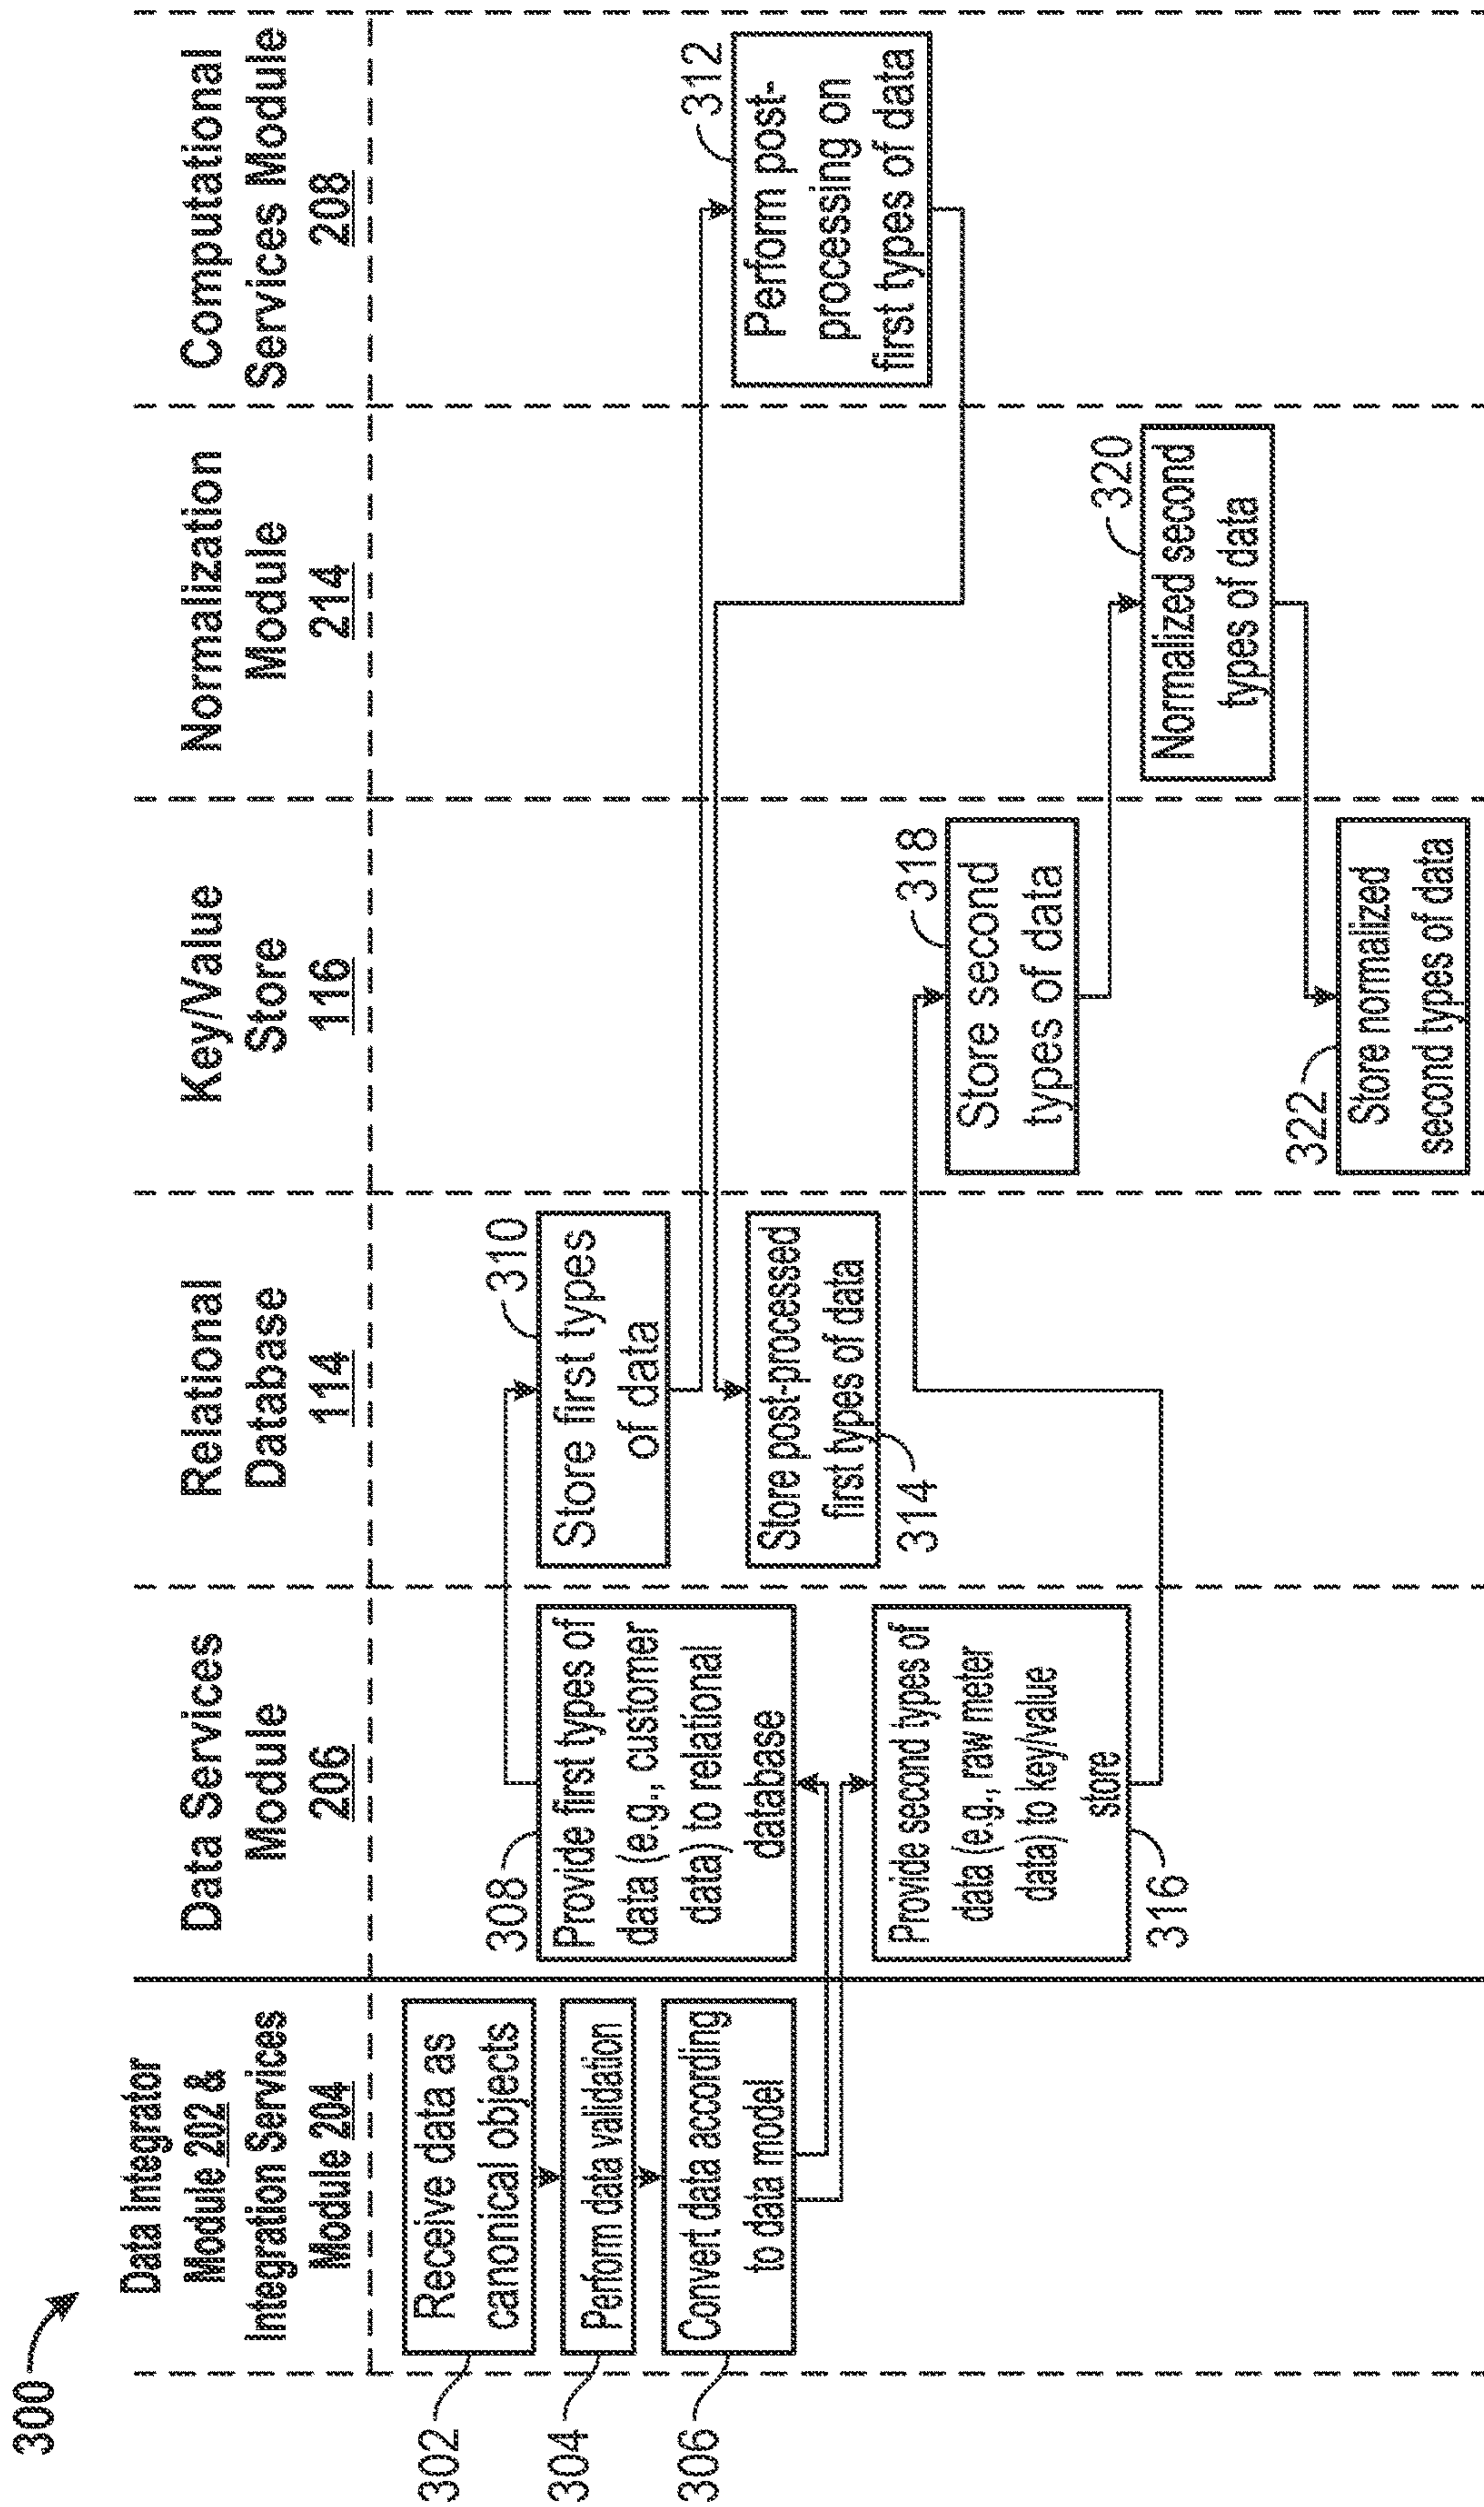 300
Data Integrator
Module 202 &
Integration Services
Module 204
Data Services
Module
206
Relational
Database
114
Key/Value
Store
116
Normalization
Module
214
Computational
Services Module
208
302
Receive data as
canonical objects
304
Perform data validation
306
Convert data according
to data model
308
Provide first types of
data (e.g., customer
data) to relational
database
310
Store first types
of data
312
Perform post-
processing on
first types of data
Store post-processed
first types of data
314
Provide second types of
data (e.g., raw meter
data) to key/value
store
316
318
Store second
types of data
320
Normalized second
types of data
322
Store normalized
second types of data